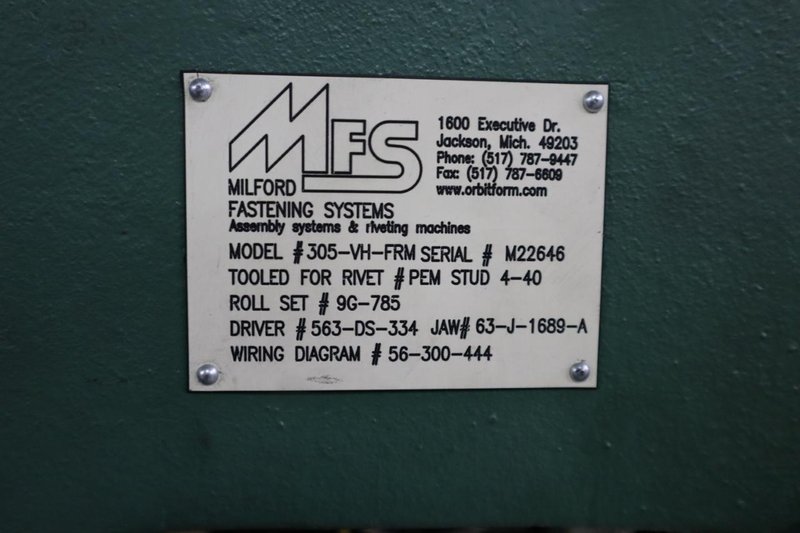 MFS
1600 Executive Dr.
Jackson, Mich. 49203
Phone: (517) 787-9447
Fax: (517) 787-6609
www.orbitform.com
MILFORD
FASTENING SYSTEMS
Assembly systems & riveting machines
MODEL # 305-VH-FRM SERIAL # M22646
TOOLED FOR RIVET # PEM STUD 4-40
ROLL SET # 9G-785
DRIVER # 563-DS-334 JAW# 63-J-1689-A
WIRING DIAGRAM # 56-300-444